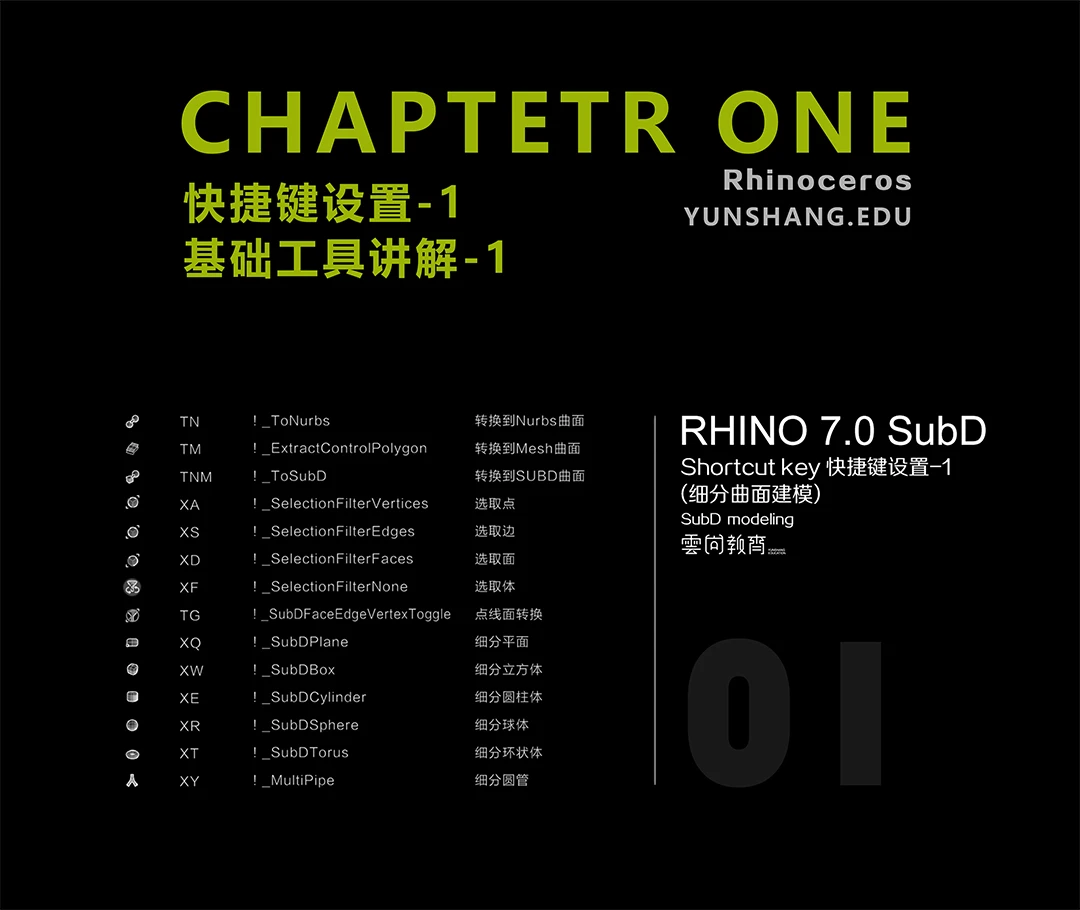 CHAPTETR ONE
Rhinoceros
YUNSHANG.EDU
快捷键设置-1
基础工具讲解-1
TN ！_ToNurbs 转换到Nurbs曲面
TM ！_ExtractControlPolygon 转换到Mesh曲面
TNM ！_ToSubD 转换到SUBD曲面
XA ！_SelectionFilterVertices 选取点
XS ！_SelectionFilterEdges 选取边
XD ！_SelectionFilterFaces 选取面
XF ！_SelectionFilterNone 选取体
TG ！_SubDFaceEdgeVertexToggle 点线面转换
XQ ！_SubDPlane 细分平面
XW ！_SubDBox 细分立方体
XE ！_SubDCylinder 细分圆柱体
XR ！_SubDSphere 细分球体
XT ！_SubDTorus 细分环状体
XY ！_MultiPipe 细分圆管
RHINO 7.0 SubD
Shortcut key 快捷键设置-1
(细分曲面建模)
SubD modeling
雲尚教育
YUNSHANG
EDUCATION
01